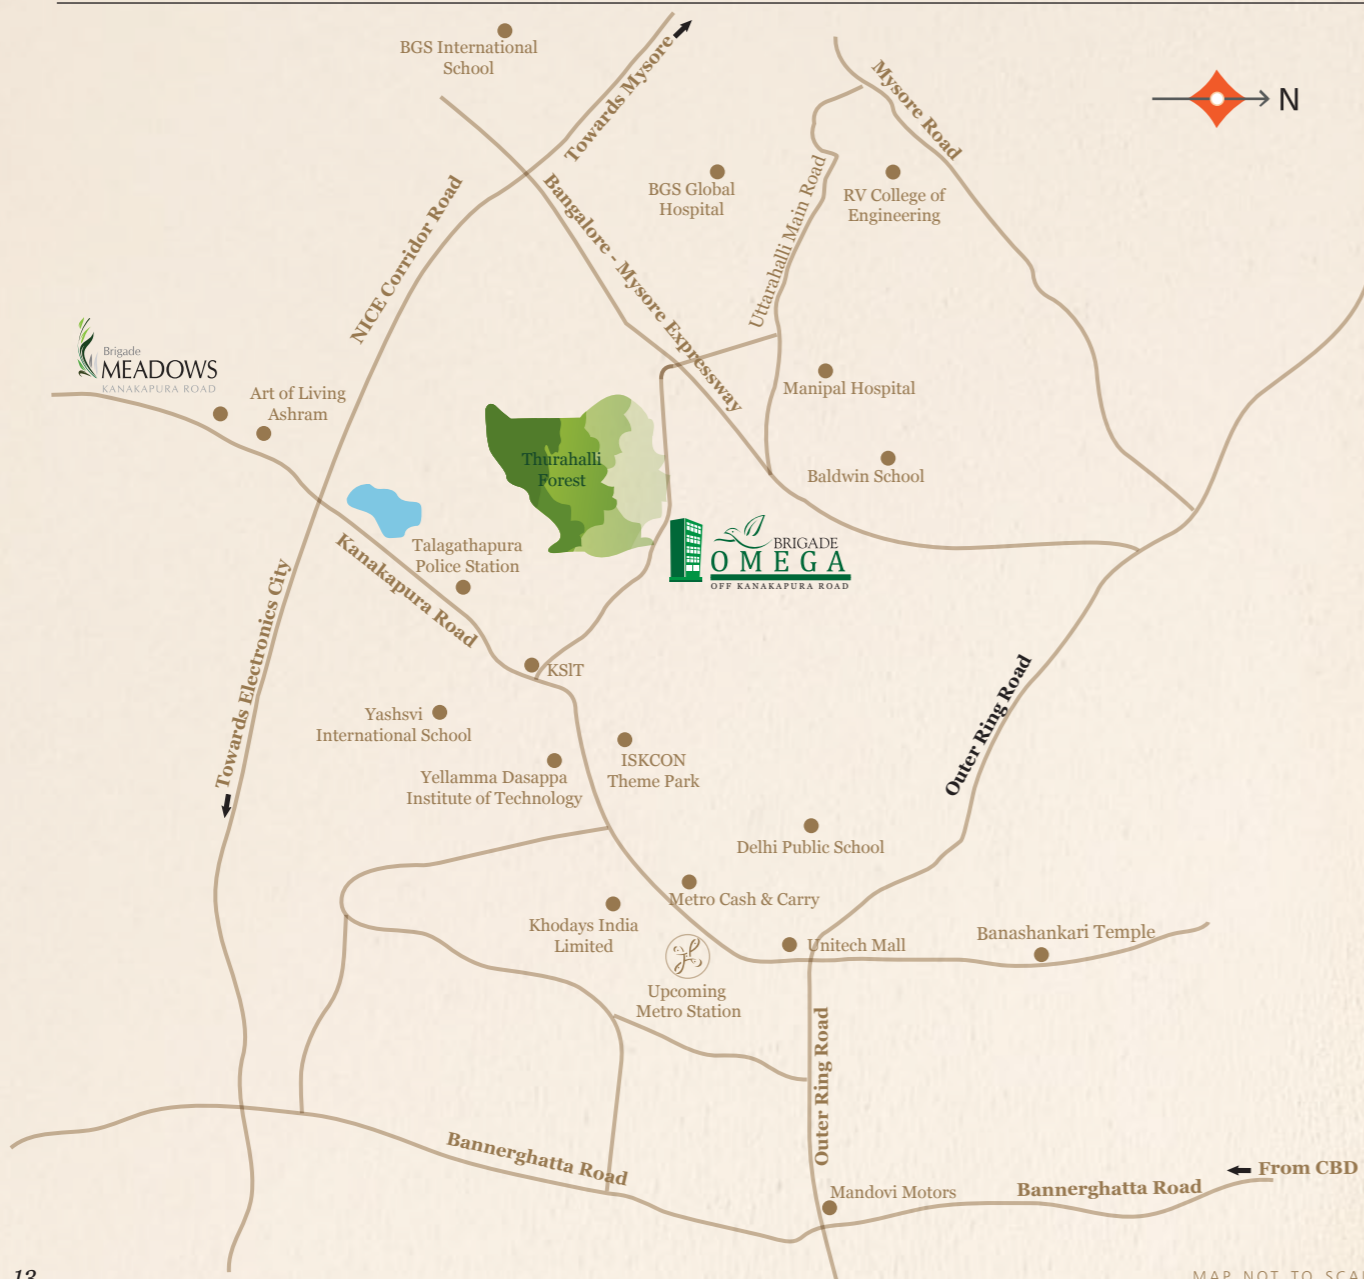 BGS International
School
Towards Mysore
Mysore Road
N
BGS Global
Hospital
RV College of
Engineering
Uttarahalli Main Road
Bangalore - Mysore Expressway
NICE Corridor Road
Brigade
MEADOWS
KANAKAPURA ROAD
Art of Living
Ashram
Manipal Hospital
Thurahalli
Forest
Baldwin School
BRIGADE
OMEGA
OFF KANAKAPURA ROAD
Talagathapura
Police Station
Kanakapura Road
Towards Electronics City
KSIT
Outer Ring Road
Yashsvi
International School
ISKCON
Theme Park
Yellamma Dasappa
Institute of Technology
Delhi Public School
Metro Cash & Carry
Khodays India
Limited
Unitech Mall
Banashankari Temple
Upcoming
Metro Station
Outer Ring Road
Bannerghatta Road
From CBD
Mandovi Motors
Bannerghatta Road
13
MAP NOT TO